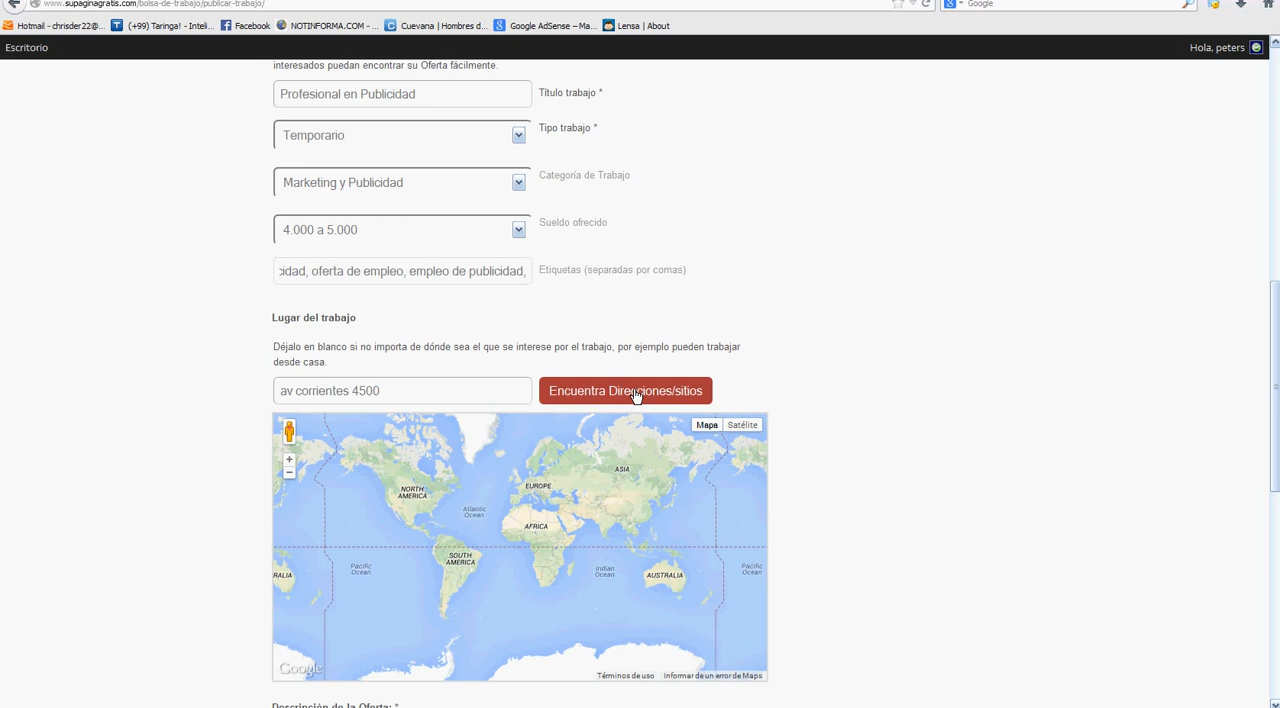 www.supaginagratis.com/bolsa-de-trabajo/publicar-trabajo/
Google
Hotmail - chrisder22@...
(+99) Taringa! - Inteli...
Facebook
NOTINFORMA.COM - ...
Cuevana | Hombres d...
Google AdSense – Ma...
Lensa | About
Escritorio
Hola, peters
interesados puedan encontrar su Oferta fácilmente.
Profesional en Publicidad
Título trabajo *
Temporario
Tipo trabajo *
Marketing y Publicidad
Categoría de Trabajo
4.000 a 5.000
Sueldo ofrecido
cidad, oferta de empleo, empleo de publicidad,
Etiquetas (separadas por comas)
Lugar del trabajo
Déjalo en blanco si no importa de dónde sea el que se interese por el trabajo, por ejemplo pueden trabajar
desde casa.
av corrientes 4500
Encuentra Direcciones/sitios
Mapa Satélite
NORTH
AMERICA
Atlantic
Ocean
EUROPE
ASIA
AFRICA
SOUTH
AMERICA
Pacific
Ocean
Indian
Ocean
AUSTRALIA
Pacific
Ocean
RALIA
Google
Términos de uso
Informar de un error de Maps
Descripción de la Oferta: *